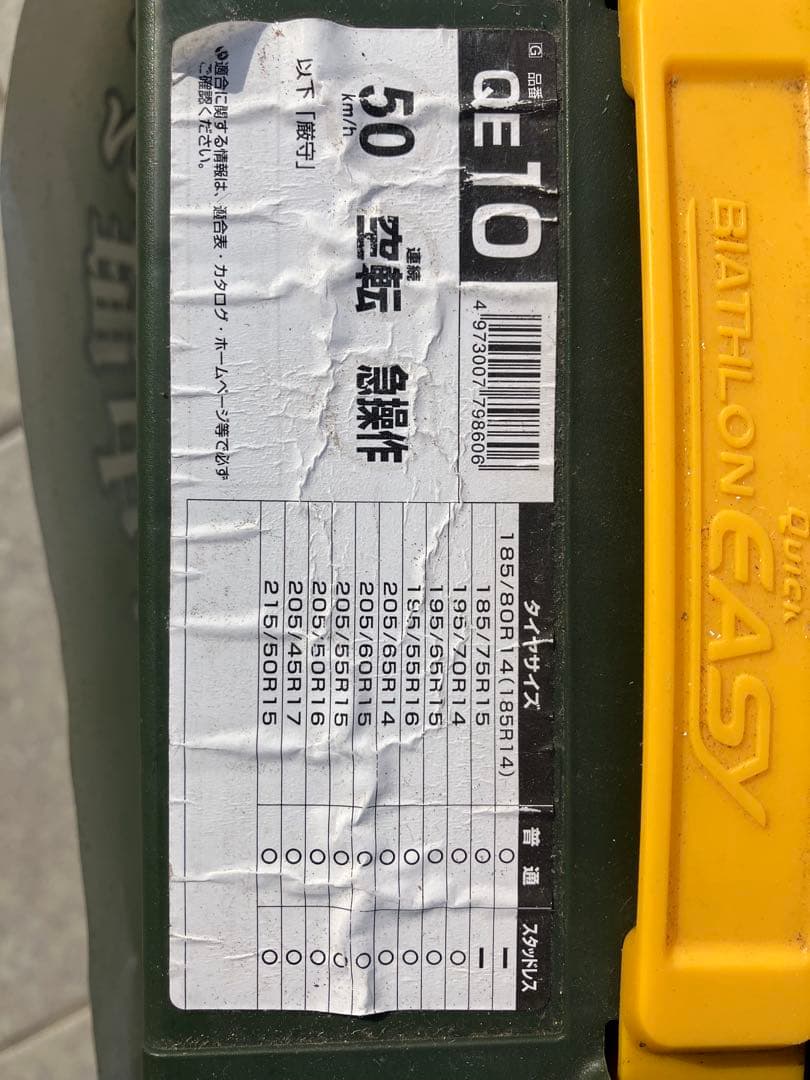 Quick
BIATHLON EASY
G 品番 QE10
4 973007 798606
50 km/h
以下「厳守」
連続
空転 急操作
適合に関する情報は、適合表・カタログ・ホームページ等で必ず
ご確認ください。
タイヤサイズ 普通 スタッドレス
185/80R14(185R14) ○ ー
185/75R15 ○ ー
195/70R14 ○ ○
195/65R15 ○ ○
195/55R16 ○ ○
205/65R14 ○ ○
205/60R15 ○ ○
205/55R15 ○ ○
205/50R16 ○ ○
205/45R17 ○ ○
215/50R15 ○ ○